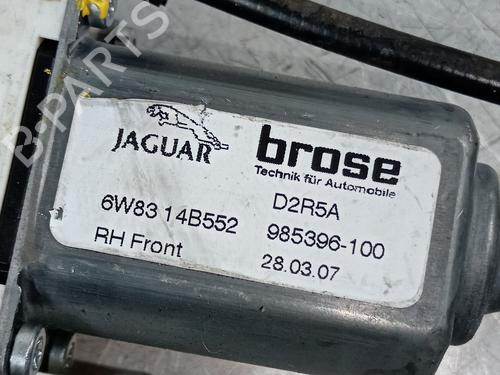 JAGUAR
brose
Technik für Automobile
6W83 14B552
D2R5A
RH Front
985396-100
28.03.07
B-PARTS